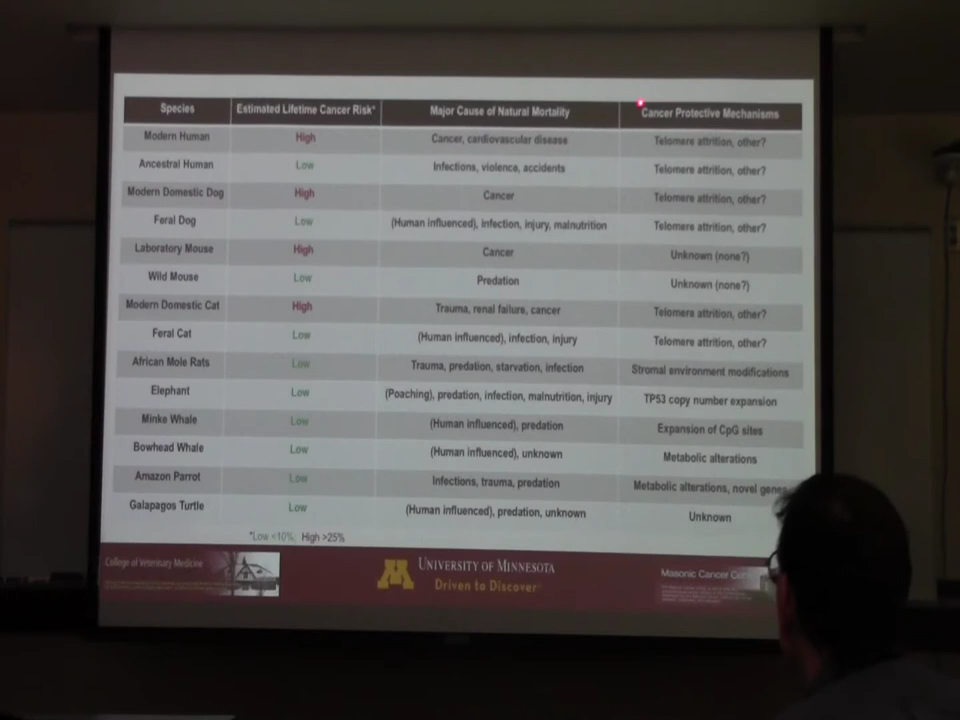 Species Estimated Lifetime Cancer Risk* Major Cause of Natural Mortality Cancer Protective Mechanisms
Modern Human High Cancer, cardiovascular disease Telomere attrition, other?
Ancestral Human Low Infections, violence, accidents Telomere attrition, other?
Modern Domestic Dog High Cancer Telomere attrition, other?
Feral Dog Low (Human influenced), infection, injury, malnutrition Telomere attrition, other?
Laboratory Mouse High Cancer Unknown (none?)
Wild Mouse Low Predation Unknown (none?)
Modern Domestic Cat High Trauma, renal failure, cancer Telomere attrition, other?
Feral Cat Low (Human influenced), infection, injury Telomere attrition, other?
African Mole Rats Low Trauma, predation, starvation, infection Stromal environment modifications
Elephant Low (Poaching), predation, infection, malnutrition, injury TP53 copy number expansion
Minke Whale Low (Human influenced), predation Expansion of CpG sites
Bowhead Whale Low (Human influenced), unknown Metabolic alterations
Amazon Parrot Low Infections, trauma, predation Metabolic alterations, novel genes
Galapagos Turtle Low (Human influenced), predation, unknown Unknown
*Low <10%; High >25%
College of Veterinary Medicine
M
UNIVERSITY OF MINNESOTA
Driven to Discover
Masonic Cancer